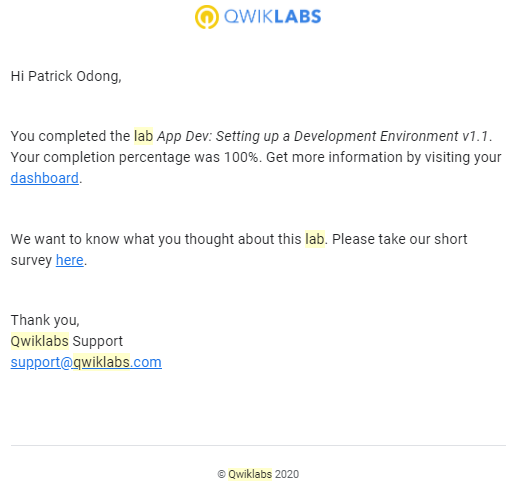 QWIKLABS
Hi Patrick Odong,
You completed the lab App Dev: Setting up a Development Environment v1.1.
Your completion percentage was 100%. Get more information by visiting your
dashboard.
We want to know what you thought about this lab. Please take our short
survey here.
Thank you,
Qwiklabs Support
support@qwiklabs.com
© Qwiklabs 2020